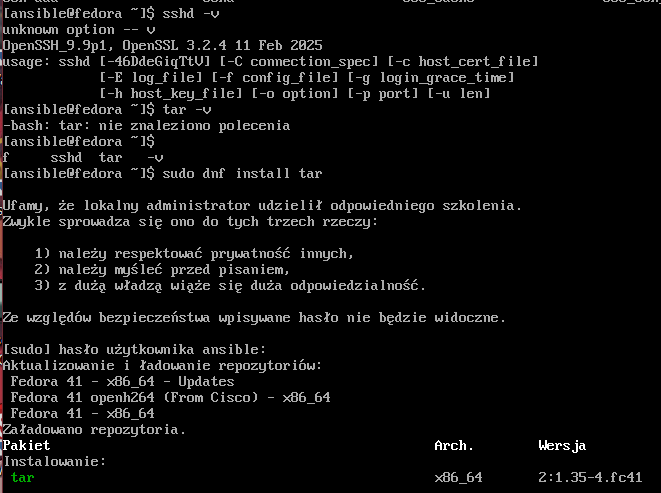 [ansible@fedora ~]$ sshd -v
unknown option -- v
OpenSSH_9.9p1, OpenSSL 3.2.4 11 Feb 2025
usage: sshd [-46DdeGiqTtV] [-C connection_spec] [-c host_cert_file]
            [-E log_file] [-f config_file] [-g login_grace_time]
            [-h host_key_file] [-o option] [-p port] [-u len]
[ansible@fedora ~]$ tar -v
-bash: tar: nie znaleziono polecenia
[ansible@fedora ~]$
f     sshd  tar   -v
[ansible@fedora ~]$ sudo dnf install tar

Ufamy, że lokalny administrator udzielił odpowiedniego szkolenia.
Zwykle sprowadza się ono do tych trzech rzeczy:

    1) należy respektować prywatność innych,
    2) należy myśleć przed pisaniem,
    3) z dużą władzą wiąże się duża odpowiedzialność.

Ze względów bezpieczeństwa wpisywane hasło nie będzie widoczne.

[sudo] hasło użytkownika ansible:
Aktualizowanie i ładowanie repozytoriów:
 Fedora 41 - x86_64 - Updates
 Fedora 41 openh264 (From Cisco) - x86_64
 Fedora 41 - x86_64
Załadowano repozytoria.
Pakiet                                                Arch.        Wersja
Instalowanie:
 tar                                                  x86_64       2:1.35-4.fc41